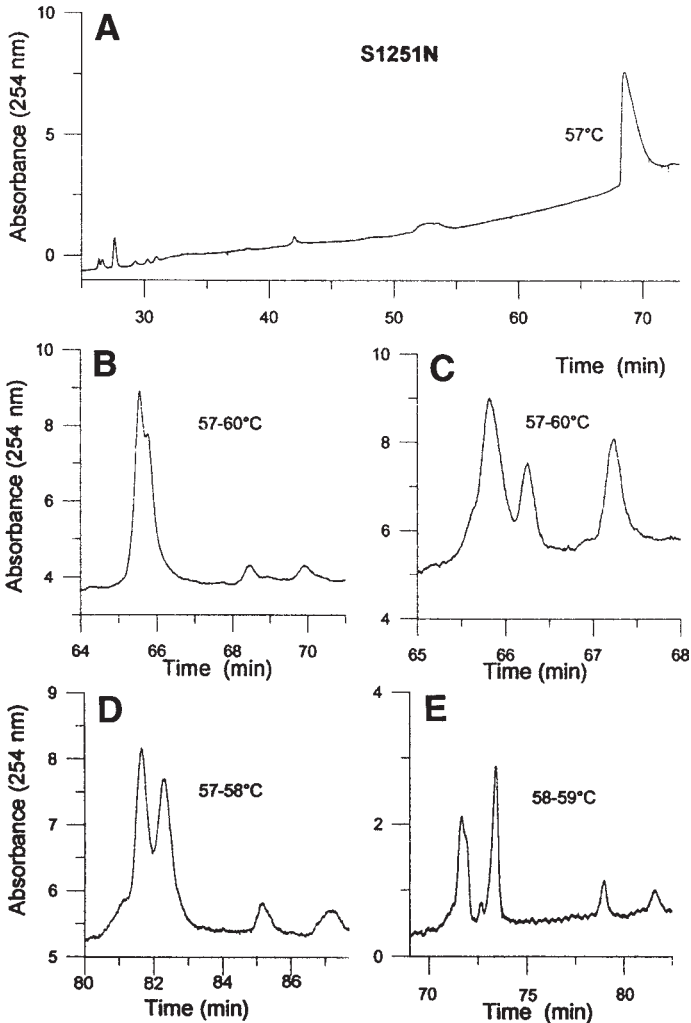 A
S1251N
57°C
Absorbance (254 nm)
10
5
0
30 40 50 60 70
Time (min)
B
57-60°C
Absorbance (254 nm)
10
8
6
4
64 66 68 70
Time (min)
C
57-60°C
10
8
6
4
65 66 67 68
Time (min)
D
57-58°C
Absorbance (254 nm)
9
8
7
6
5
80 82 84 86
Time (min)
E
58-59°C
4
2
0
70 75 80
Time (min)